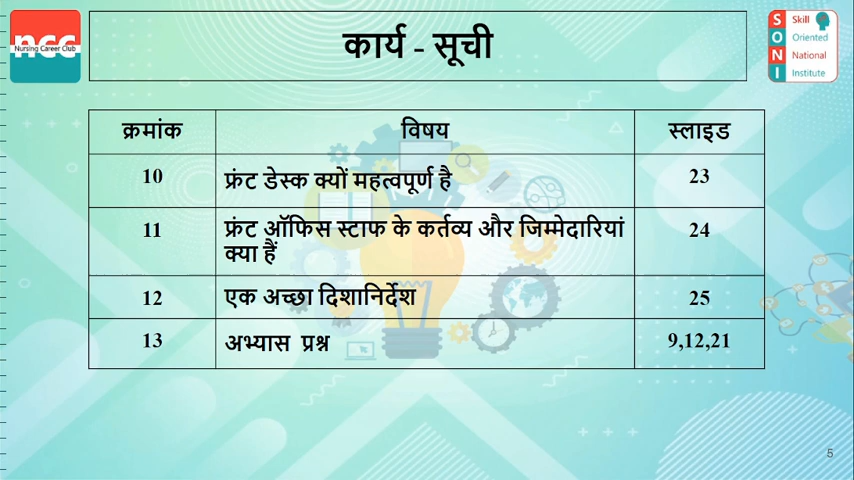 ncc
Nursing Career Club
कार्य - सूची
S Skill
O Oriented
N National
I Institute
क्रमांक विषय स्लाइड
10 फ्रंट डेस्क क्यों महत्वपूर्ण है 23
11 फ्रंट ऑफिस स्टाफ के कर्तव्य और जिम्मेदारियां 24
क्या हैं
12 एक अच्छा दिशानिर्देश 25
13 अभ्यास प्रश्न 9,12,21
5